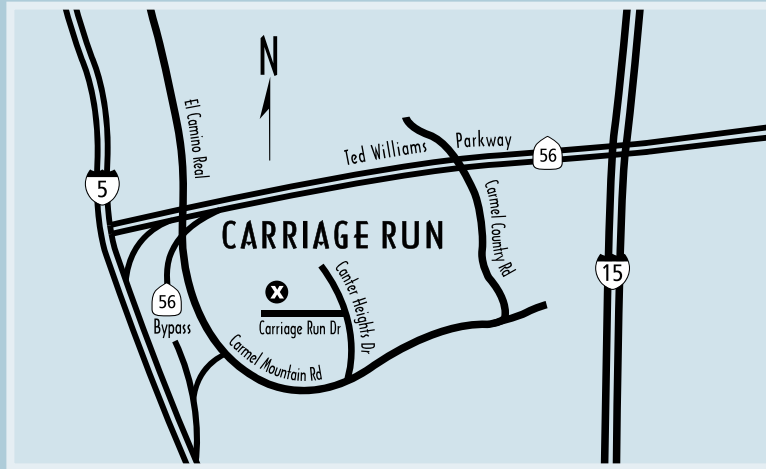 N
El Camino Real
Ted Williams Parkway
56
5
Carmel Country Rd
CARRIAGE RUN
15
Canter Heights Dr
X
56
Bypass
Carriage Run Dr
Carmel Mountain Rd